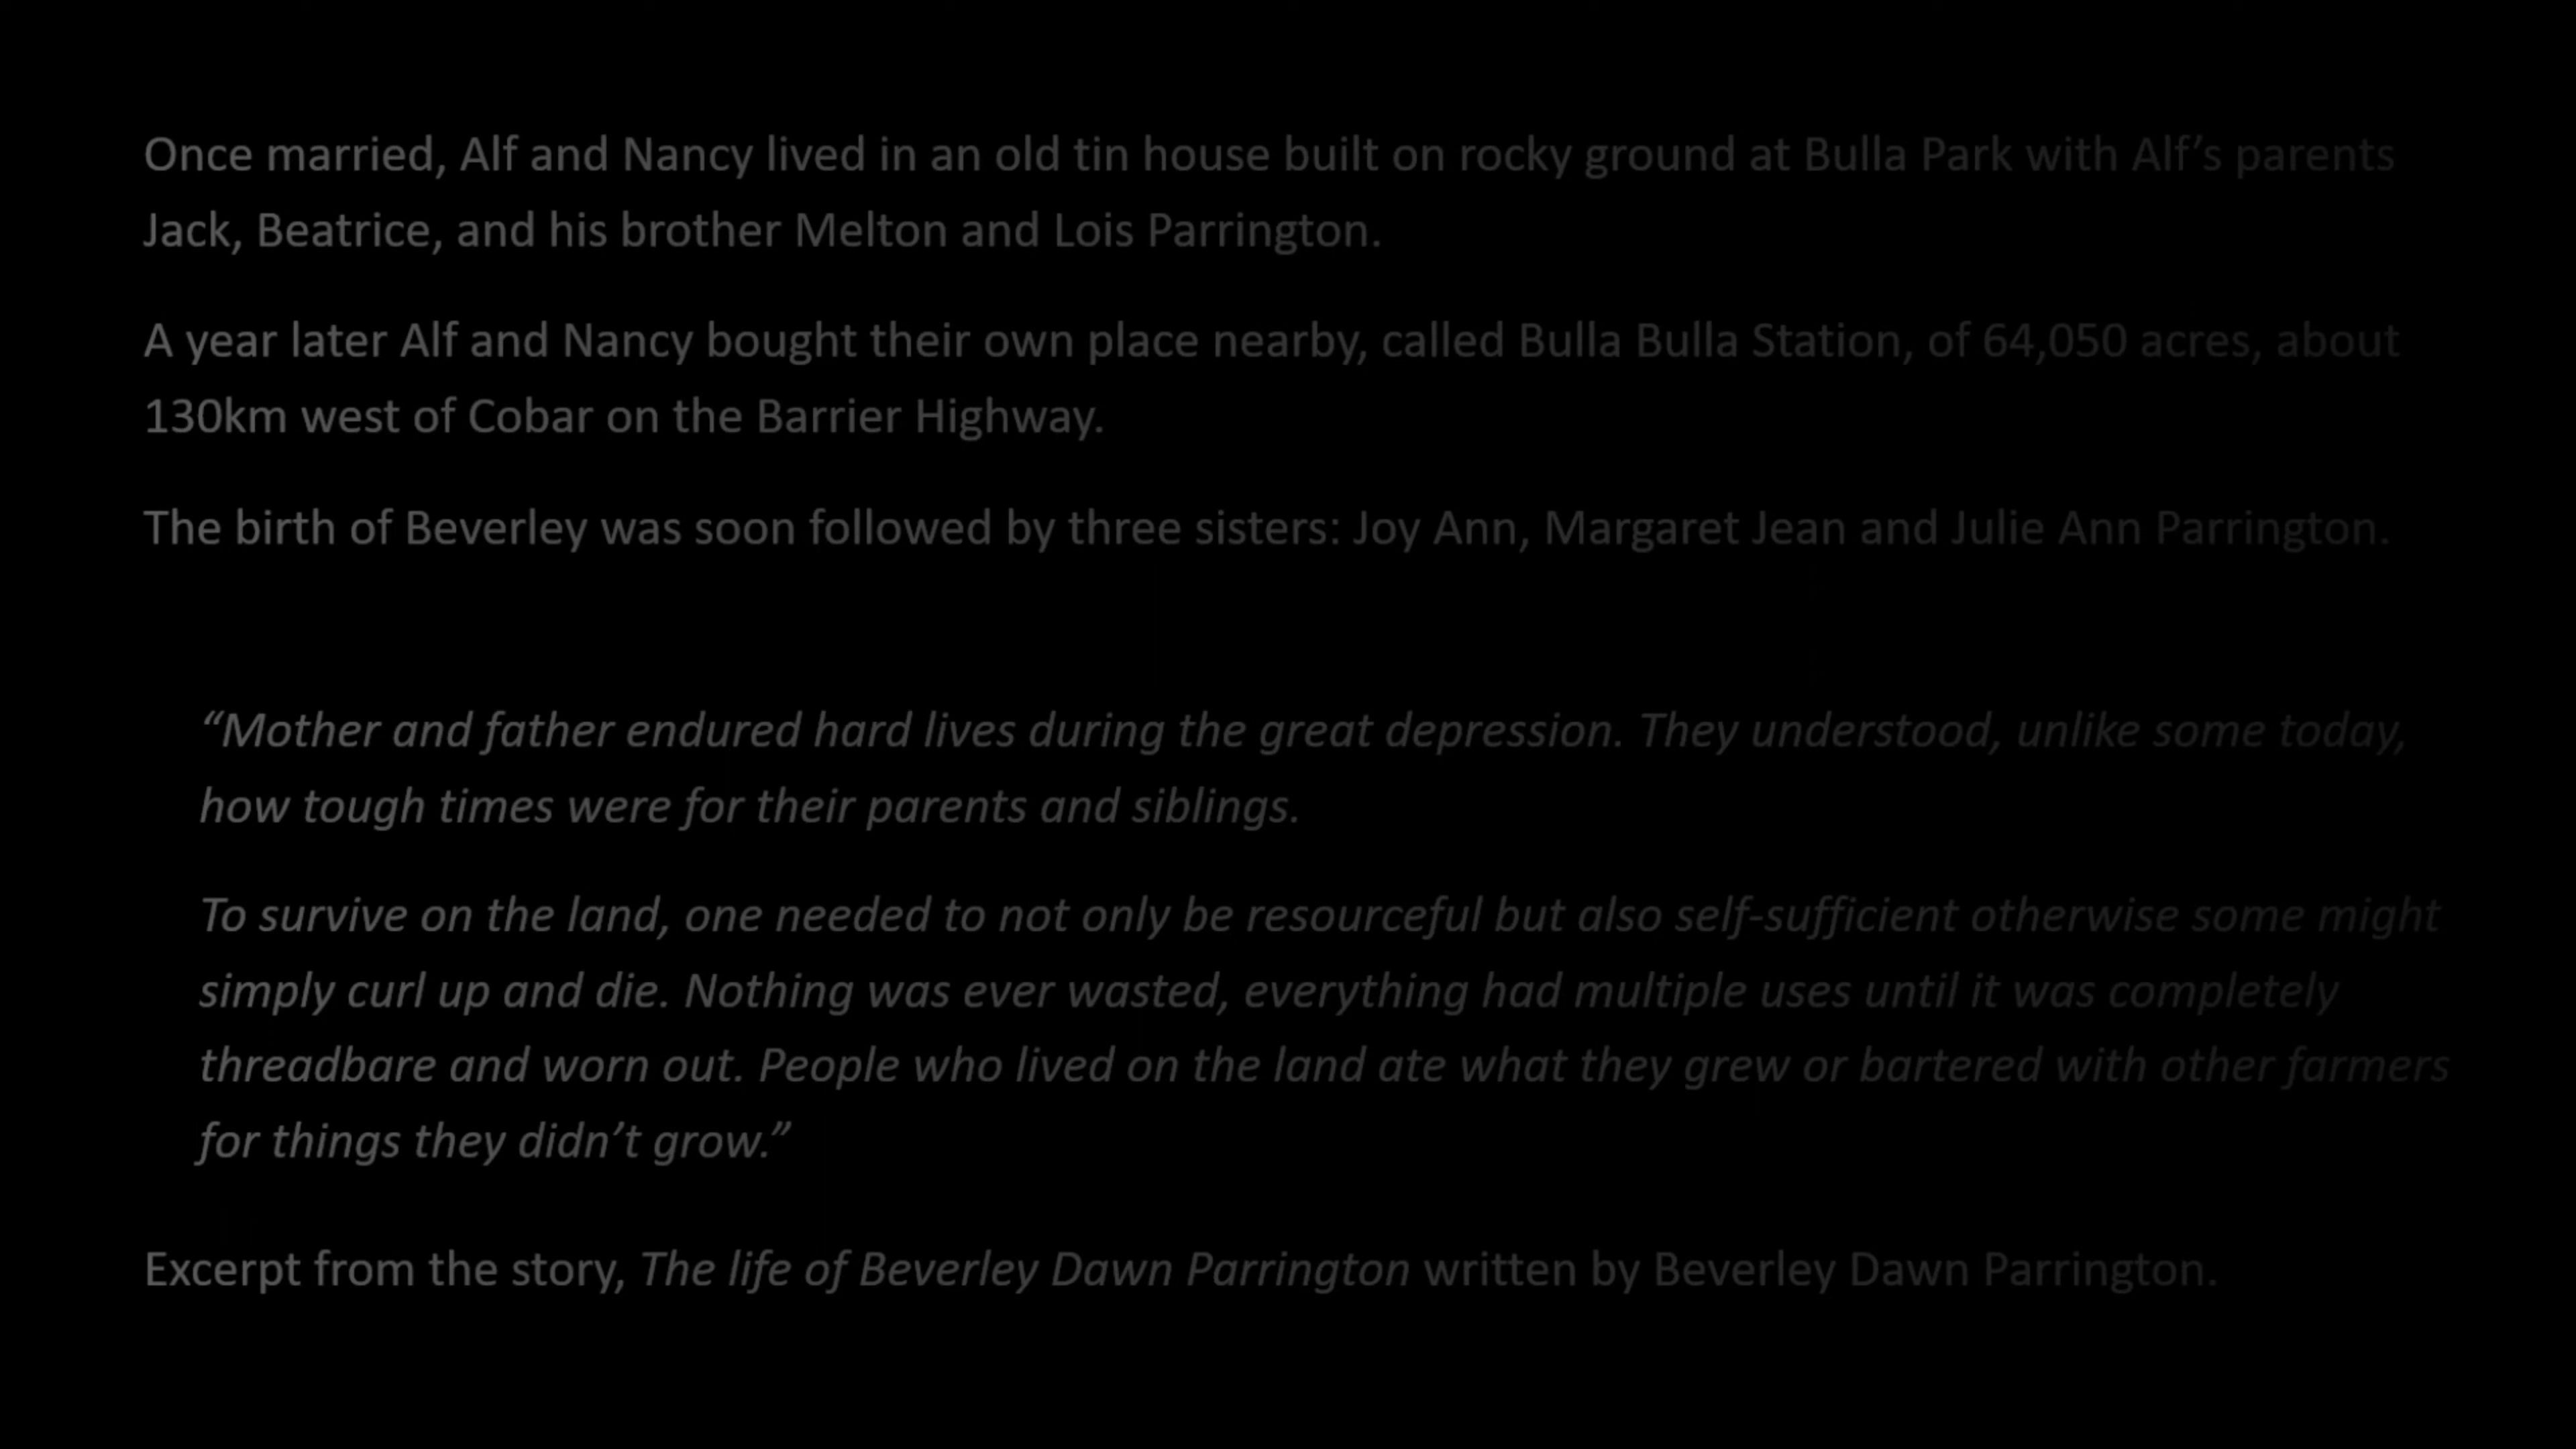 Once married, Alf and Nancy lived in an old tin house built on rocky ground at Bulla Park with Alf’s parents
Jack, Beatrice, and his brother Melton and Lois Parrington.
A year later Alf and Nancy bought their own place nearby, called Bulla Bulla Station, of 64,050 acres, about
130km west of Cobar on the Barrier Highway.
The birth of Beverley was soon followed by three sisters: Joy Ann, Margaret Jean and Julie Ann Parrington.
“Mother and father endured hard lives during the great depression. They understood, unlike some today,
how tough times were for their parents and siblings.
To survive on the land, one needed to not only be resourceful but also self-sufficient otherwise some might
simply curl up and die. Nothing was ever wasted, everything had multiple uses until it was completely
threadbare and worn out. People who lived on the land ate what they grew or bartered with other farmers
for things they didn’t grow.”
Excerpt from the story, The life of Beverley Dawn Parrington written by Beverley Dawn Parrington.